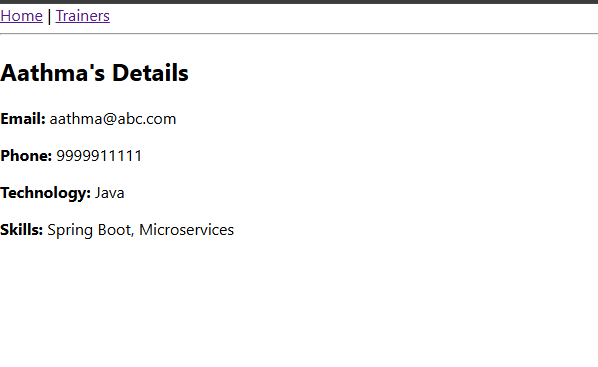 Home | Trainers
Aathma's Details
Email: aathma@abc.com
Phone: 9999911111
Technology: Java
Skills: Spring Boot, Microservices